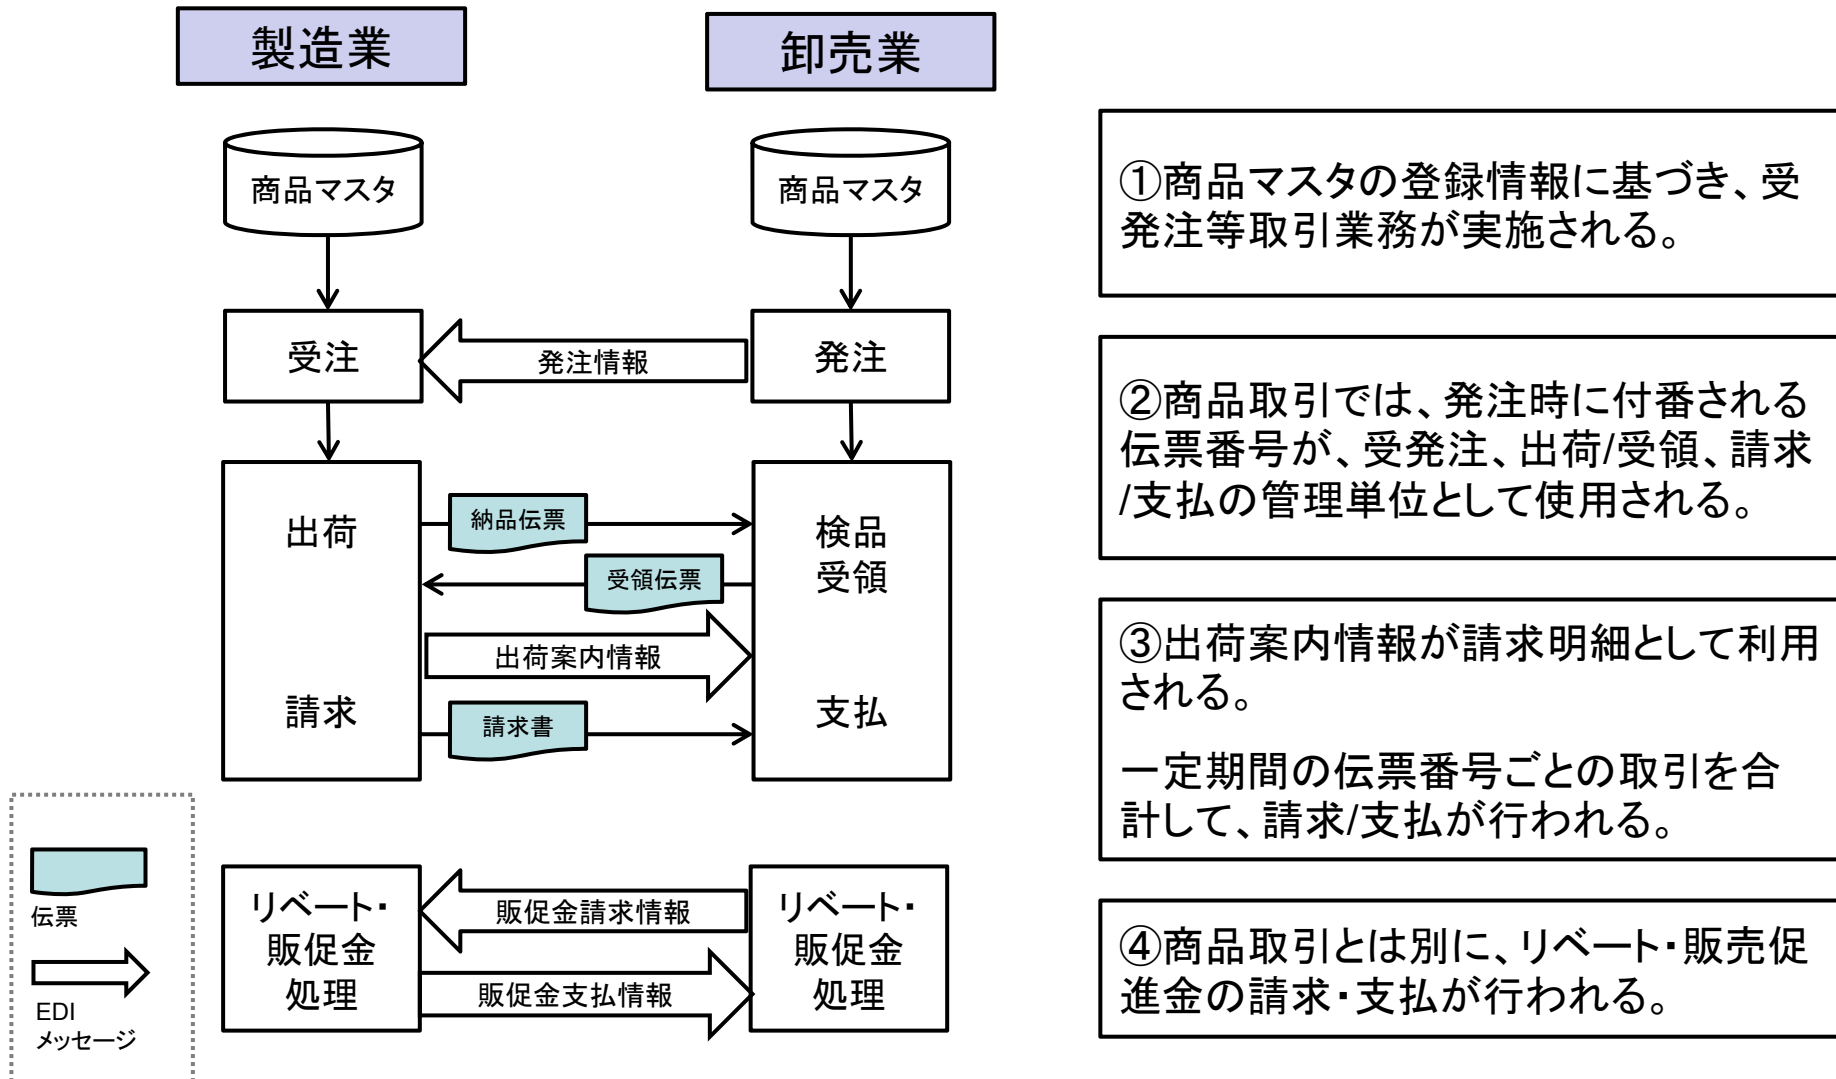 製造業
卸売業
商品マスタ
商品マスタ
受注
発注情報
発注
出荷
納品伝票
検品
受領
受領伝票
出荷案内情報
請求
請求書
支払
リベート・
販促金
処理
販促金請求情報
販促金支払情報
リベート・
販促金
処理
伝票
EDI
メッセージ
①商品マスタの登録情報に基づき、受
発注等取引業務が実施される。
②商品取引では、発注時に付番される
伝票番号が、受発注、出荷/受領、請求
/支払の管理単位として使用される。
③出荷案内情報が請求明細として利用
される。
一定期間の伝票番号ごとの取引を合
計して、請求/支払が行われる。
④商品取引とは別に、リベート・販売促
進金の請求・支払が行われる。